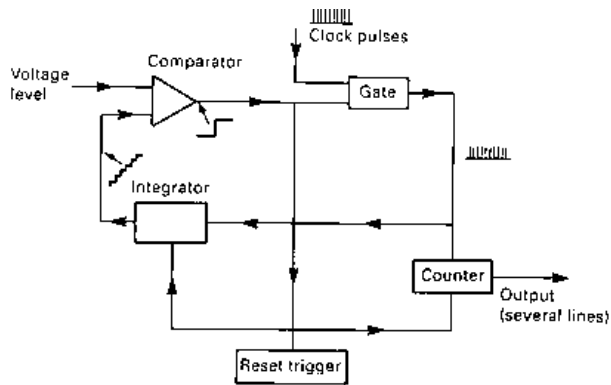 Clock pulses
Comparator
Voltage
level
Gate
Integrator
Counter
Output
(several lines)
Reset trigger